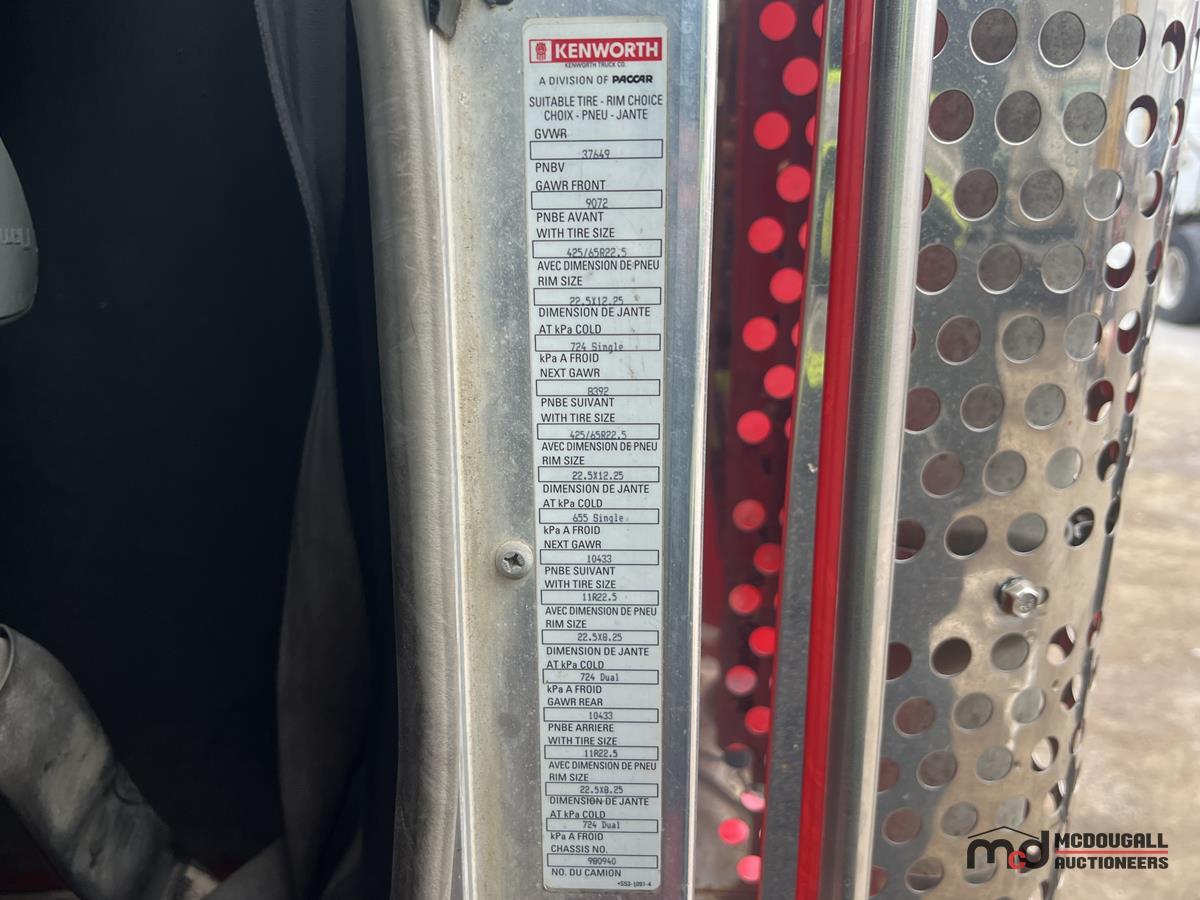 KENWORTH
KENWORTH TRUCK CO.
A DIVISION OF PACCAR
SUITABLE TIRE - RIM CHOICE
CHOIX - PNEU - JANTE
GVWR
37649
PNBV
GAWR FRONT
9072
PNBE AVANT
WITH TIRE SIZE
425/65R22.5
AVEC DIMENSION DE PNEU
RIM SIZE
22.5X12.25
DIMENSION DE JANTE
AT kPa COLD
724 Single
kPa A FROID
NEXT GAWR
8392
PNBE SUIVANT
WITH TIRE SIZE
425/65R22.5
AVEC DIMENSION DE PNEU
RIM SIZE
22.5X12.25
DIMENSION DE JANTE
AT kPa COLD
655 Single
kPa A FROID
NEXT GAWR
10433
PNBE SUIVANT
WITH TIRE SIZE
11R22.5
AVEC DIMENSION DE PNEU
RIM SIZE
22.5X8.25
DIMENSION DE JANTE
AT kPa COLD
724 Dual
kPa A FROID
GAWR REAR
10433
PNBE ARRIERE
WITH TIRE SIZE
11R22.5
AVEC DIMENSION DE PNEU
RIM SIZE
22.5X8.25
DIMENSION DE JANTE
AT kPa COLD
724 Dual
kPa A FROID
CHASSIS NO.
980940
NO. DU CAMION
McD MCDOUGALL
AUCTIONEERS